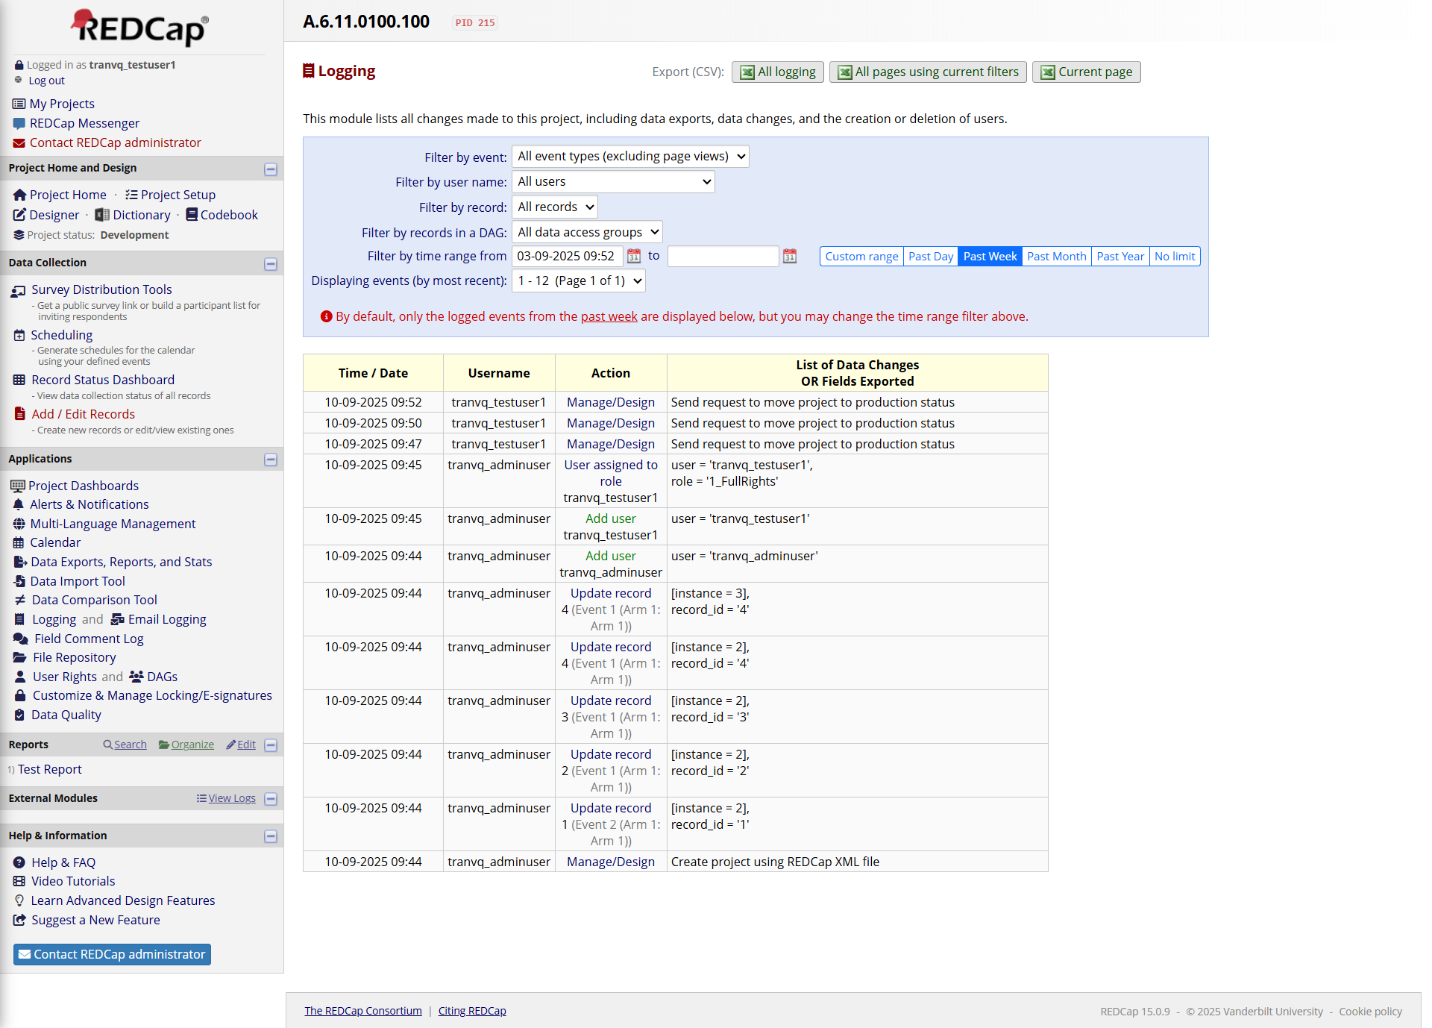 REDCap®
Logged in as tranvq_testuser1
Log out
My Projects
REDCap Messenger
Contact REDCap administrator
Project Home and Design
Project Home · Project Setup
Designer · Dictionary · Codebook
Project status: Development
Data Collection
Survey Distribution Tools
- Get a public survey link or build a participant list for
inviting respondents
Scheduling
- Generate schedules for the calendar
using your defined events
Record Status Dashboard
- View data collection status of all records
Add / Edit Records
- Create new records or edit/view existing ones
Applications
Project Dashboards
Alerts & Notifications
Multi-Language Management
Calendar
Data Exports, Reports, and Stats
Data Import Tool
Data Comparison Tool
Logging and Email Logging
Field Comment Log
File Repository
User Rights and DAGs
Customize & Manage Locking/E-signatures
Data Quality
Reports Search Organize Edit
1) Test Report
External Modules View Logs
Help & Information
Help & FAQ
Video Tutorials
Learn Advanced Design Features
Suggest a New Feature
Contact REDCap administrator
A.6.11.0100.100 PID 215
Logging Export (CSV): All logging All pages using current filters Current page
This module lists all changes made to this project, including data exports, data changes, and the creation or deletion of users.
Filter by event: All event types (excluding page views)
Filter by user name: All users
Filter by record: All records
Filter by records in a DAG: All data access groups
Filter by time range from 03-09-2025 09:52 to Custom range Past Day Past Week Past Month Past Year No limit
Displaying events (by most recent): 1 - 12 (Page 1 of 1)
By default, only the logged events from the past week are displayed below, but you may change the time range filter above.
Time / Date Username Action List of Data Changes
OR Fields Exported
10-09-2025 09:52 tranvq_testuser1 Manage/Design Send request to move project to production status
10-09-2025 09:50 tranvq_testuser1 Manage/Design Send request to move project to production status
10-09-2025 09:47 tranvq_testuser1 Manage/Design Send request to move project to production status
10-09-2025 09:45 tranvq_adminuser User assigned to user = 'tranvq_testuser1',
role role = '1_FullRights'
tranvq_testuser1
10-09-2025 09:45 tranvq_adminuser Add user user = 'tranvq_testuser1'
tranvq_testuser1
10-09-2025 09:44 tranvq_adminuser Add user user = 'tranvq_adminuser'
tranvq_adminuser
10-09-2025 09:44 tranvq_adminuser Update record [instance = 3],
4 (Event 1 (Arm 1: record_id = '4'
Arm 1))
10-09-2025 09:44 tranvq_adminuser Update record [instance = 2],
4 (Event 1 (Arm 1: record_id = '4'
Arm 1))
10-09-2025 09:44 tranvq_adminuser Update record [instance = 2],
3 (Event 1 (Arm 1: record_id = '3'
Arm 1))
10-09-2025 09:44 tranvq_adminuser Update record [instance = 2],
2 (Event 1 (Arm 1: record_id = '2'
Arm 1))
10-09-2025 09:44 tranvq_adminuser Update record [instance = 2],
1 (Event 2 (Arm 1: record_id = '1'
Arm 1))
10-09-2025 09:44 tranvq_adminuser Manage/Design Create project using REDCap XML file
The REDCap Consortium | Citing REDCap REDCap 15.0.9 - © 2025 Vanderbilt University - Cookie policy